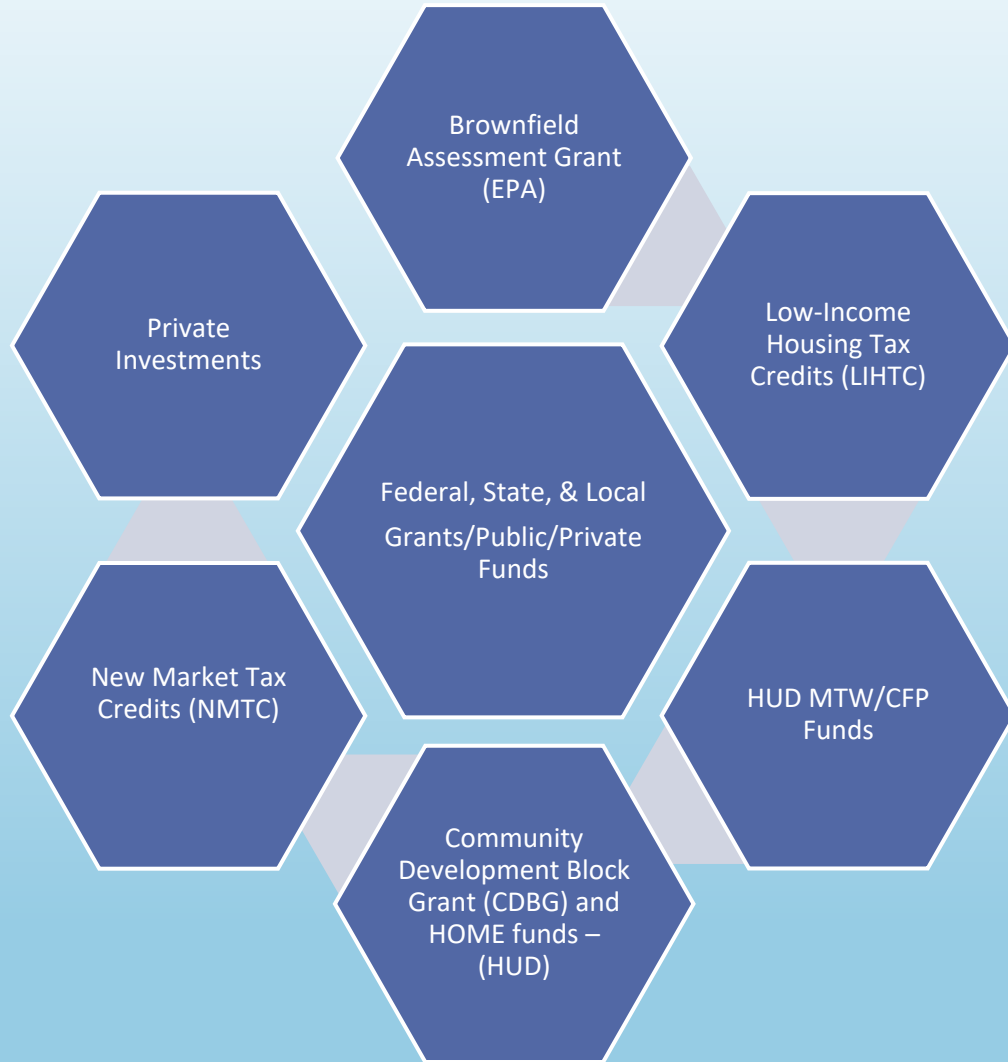 Brownfield
Assessment Grant
(EPA)
Low-Income
Housing Tax
Credits (LIHTC)
Private
Investments
Federal, State, & Local
Grants/Public/Private
Funds
New Market Tax
Credits (NMTC)
HUD MTW/CFP
Funds
Community
Development Block
Grant (CDBG) and
HOME funds –
(HUD)